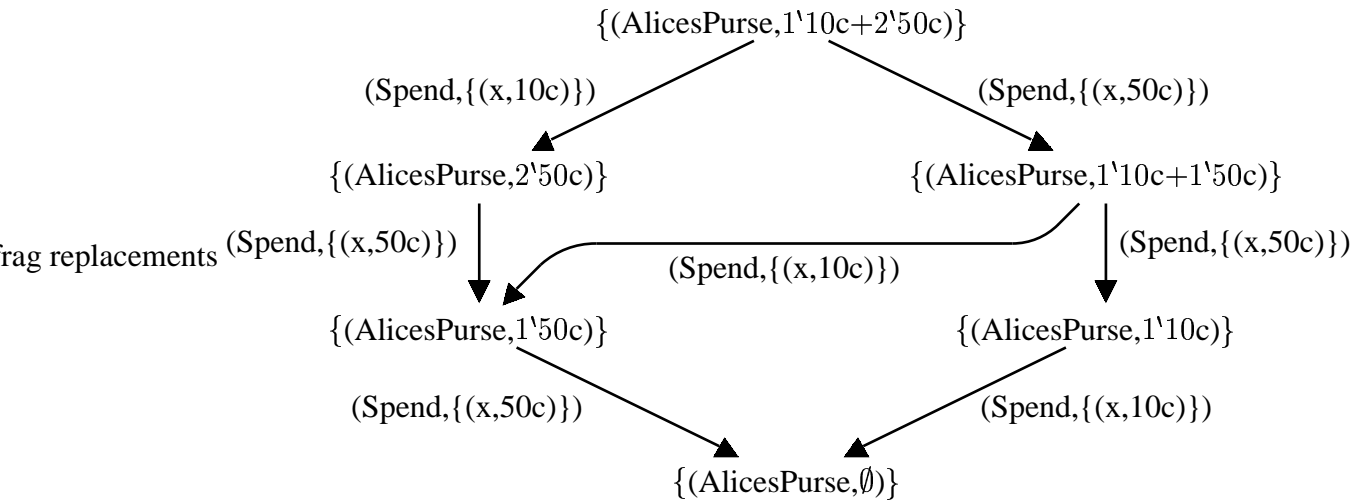 {(AlicesPurse,1`10c+2`50c)}
(Spend,{(x,10c)}) (Spend,{(x,50c)})
{(AlicesPurse,2`50c)} {(AlicesPurse,1`10c+1`50c)}
frag replacements (Spend,{(x,50c)}) (Spend,{(x,50c)})
(Spend,{(x,10c)})
{(AlicesPurse,1`50c)} {(AlicesPurse,1`10c)}
(Spend,{(x,50c)}) (Spend,{(x,10c)})
{(AlicesPurse,∅)}